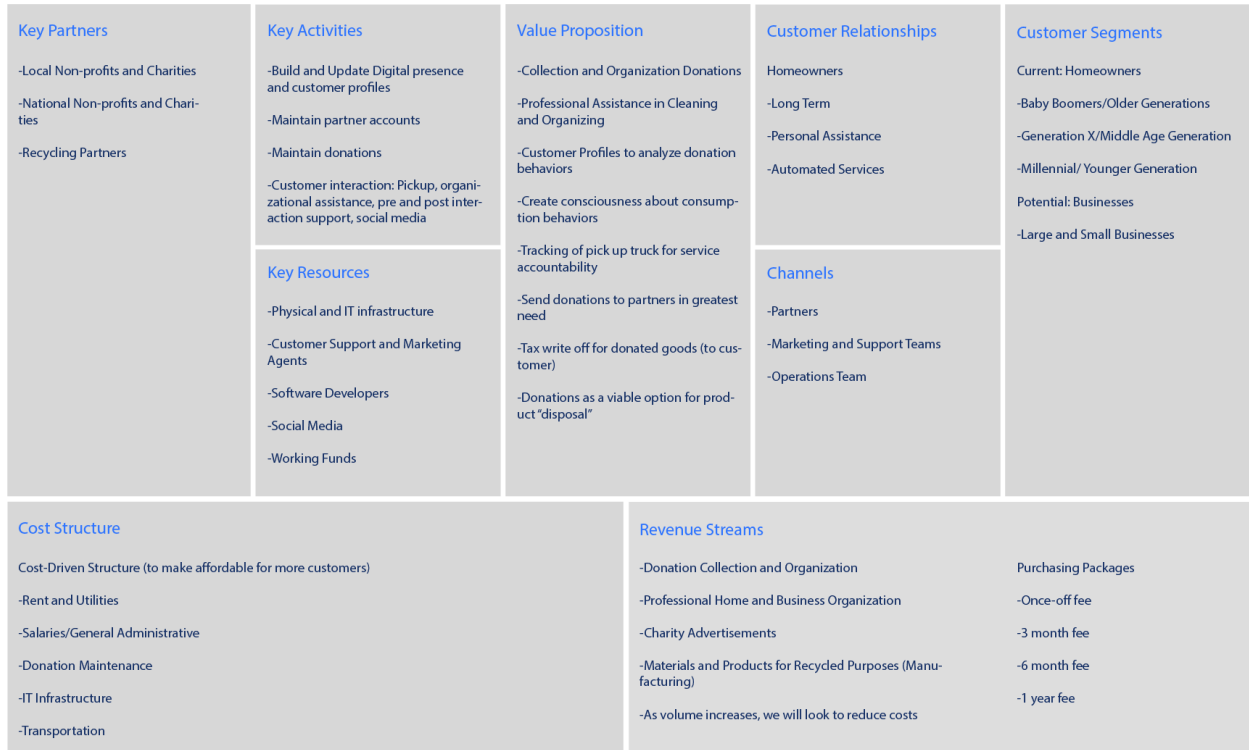 Key Partners
-Local Non-profits and Charities
-National Non-profits and Chari-
ties
-Recycling Partners
Key Activities
-Build and Update Digital presence
and customer profiles
-Maintain partner accounts
-Maintain donations
-Customer interaction: Pickup, organi-
zational assistance, pre and post inter-
action support, social media
Key Resources
-Physical and IT infrastructure
-Customer Support and Marketing
Agents
-Software Developers
-Social Media
-Working Funds
Value Proposition
-Collection and Organization Donations
-Professional Assistance in Cleaning
and Organizing
-Customer Profiles to analyze donation
behaviors
-Create consciousness about consump-
tion behaviors
-Tracking of pick up truck for service
accountability
-Send donations to partners in greatest
need
-Tax write off for donated goods (to cus-
tomer)
-Donations as a viable option for prod-
uct “disposal”
Customer Relationships
Homeowners
-Long Term
-Personal Assistance
-Automated Services
Channels
-Partners
-Marketing and Support Teams
-Operations Team
Customer Segments
Current: Homeowners
-Baby Boomers/Older Generations
-Generation X/Middle Age Generation
-Millennial/ Younger Generation
Potential: Businesses
-Large and Small Businesses
Cost Structure
Cost-Driven Structure (to make affordable for more customers)
-Rent and Utilities
-Salaries/General Administrative
-Donation Maintenance
-IT Infrastructure
-Transportation
Revenue Streams
-Donation Collection and Organization
-Professional Home and Business Organization
-Charity Advertisements
-Materials and Products for Recycled Purposes (Manu-
facturing)
-As volume increases, we will look to reduce costs
Purchasing Packages
-Once-off fee
-3 month fee
-6 month fee
-1 year fee